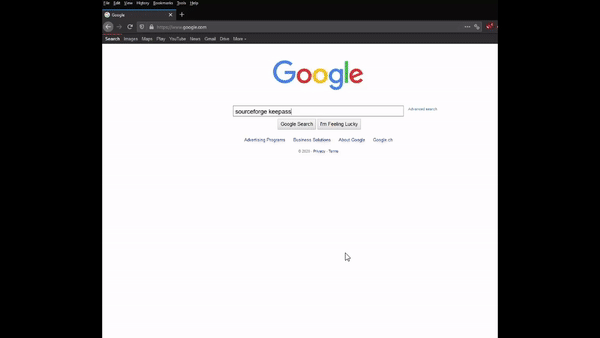 File Edit View History Bookmarks Tools Help
Google
https://www.google.com
Search Images Maps Play YouTube News Gmail Drive More
Google
sourceforge keepass
Advanced search
Google Search I'm Feeling Lucky
Advertising Programs Business Solutions About Google Google.ch
Privacy - Terms